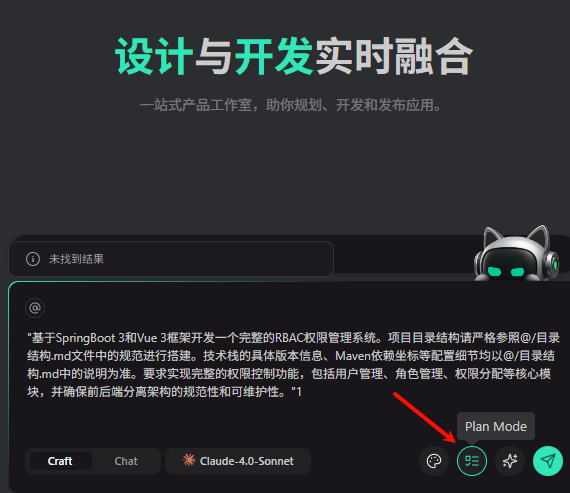 设计与开发实时融合
一站式产品工作室，助你规划、开发和发布应用。
未找到结果
@
"基于SpringBoot 3和Vue 3框架开发一个完整的RBAC权限管理系统。项目目录结构请严格参照@/目录
结构.md文件中的规范进行搭建。技术栈的具体版本信息、Maven依赖坐标等配置细节均以@/目录结
构.md中的说明为准。要求实现完整的权限控制功能，包括用户管理、角色管理、权限分配等核心模
块，并确保前后端分离架构的规范性和可维护性。"1
Plan Mode
Craft Chat Claude-4.0-Sonnet